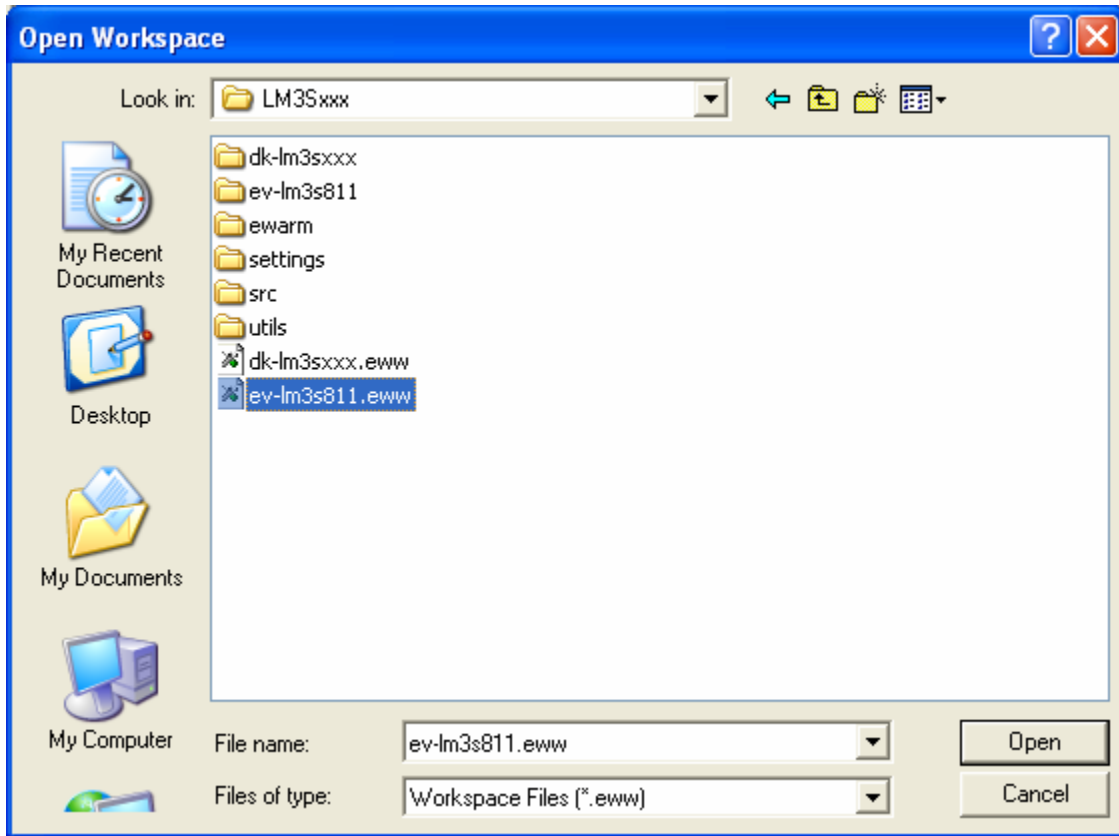 Open Workspace
Look in:
LM3Sxxx
My Recent
Documents
Desktop
My Documents
My Computer
dk-lm3sxxx
ev-lm3s811
ewarm
settings
src
utils
dk-lm3sxxx.eww
ev-lm3s811.eww
File name:
ev-lm3s811.eww
Open
Files of type:
Workspace Files (*.eww)
Cancel